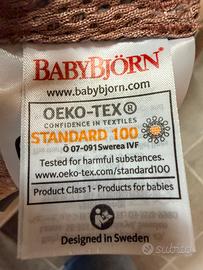 BABYBJÖRN®
www.babybjorn.com
OEKO-TEX®
CONFIDENCE IN TEXTILES
STANDARD 100
Ö 07-091 Swerea IVF
Tested for harmful substances.
www.oeko-tex.com/standard100
Product Class 1 - Products for babies
Designed in Sweden
subito